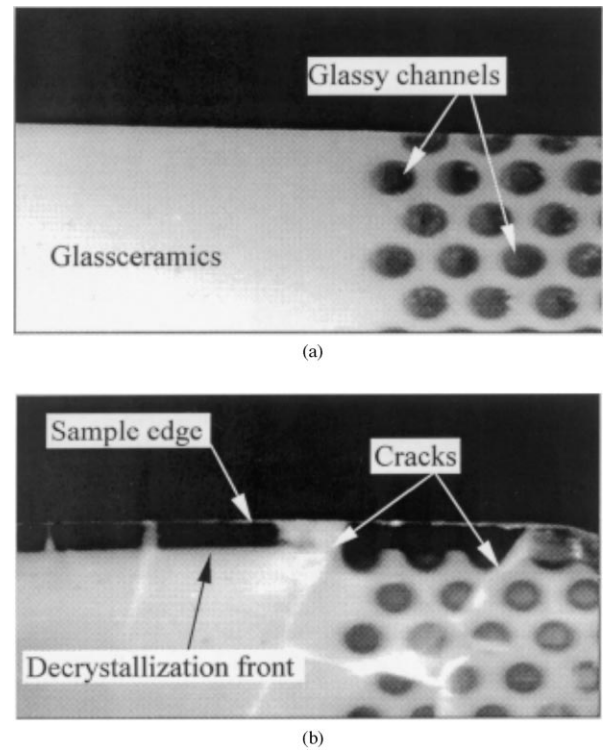 Glassy channels
Glassceramics
(a)
Sample edge
Cracks
Decrystallization front
(b)